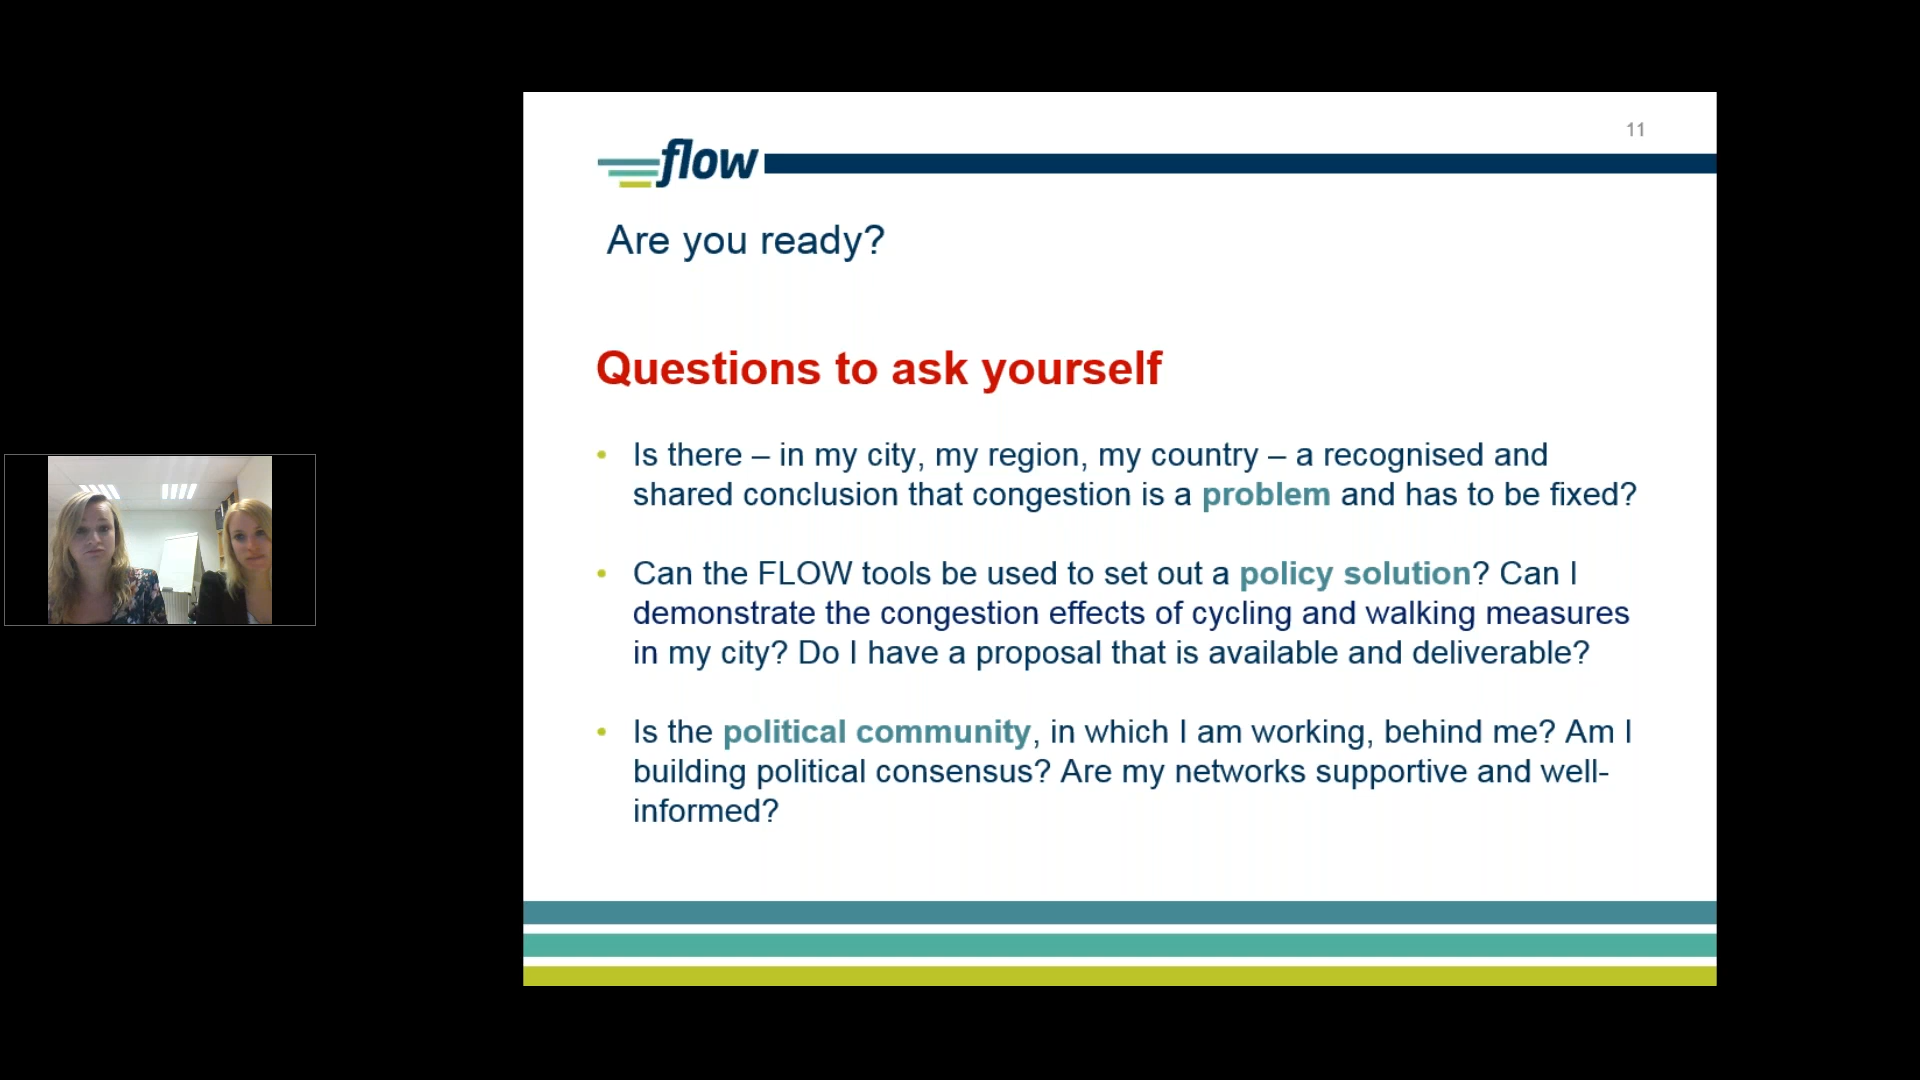 11
flow
Are you ready?
Questions to ask yourself
• Is there – in my city, my region, my country – a recognised and
shared conclusion that congestion is a problem and has to be fixed?
• Can the FLOW tools be used to set out a policy solution? Can I
demonstrate the congestion effects of cycling and walking measures
in my city? Do I have a proposal that is available and deliverable?
• Is the political community, in which I am working, behind me? Am I
building political consensus? Are my networks supportive and well-
informed?